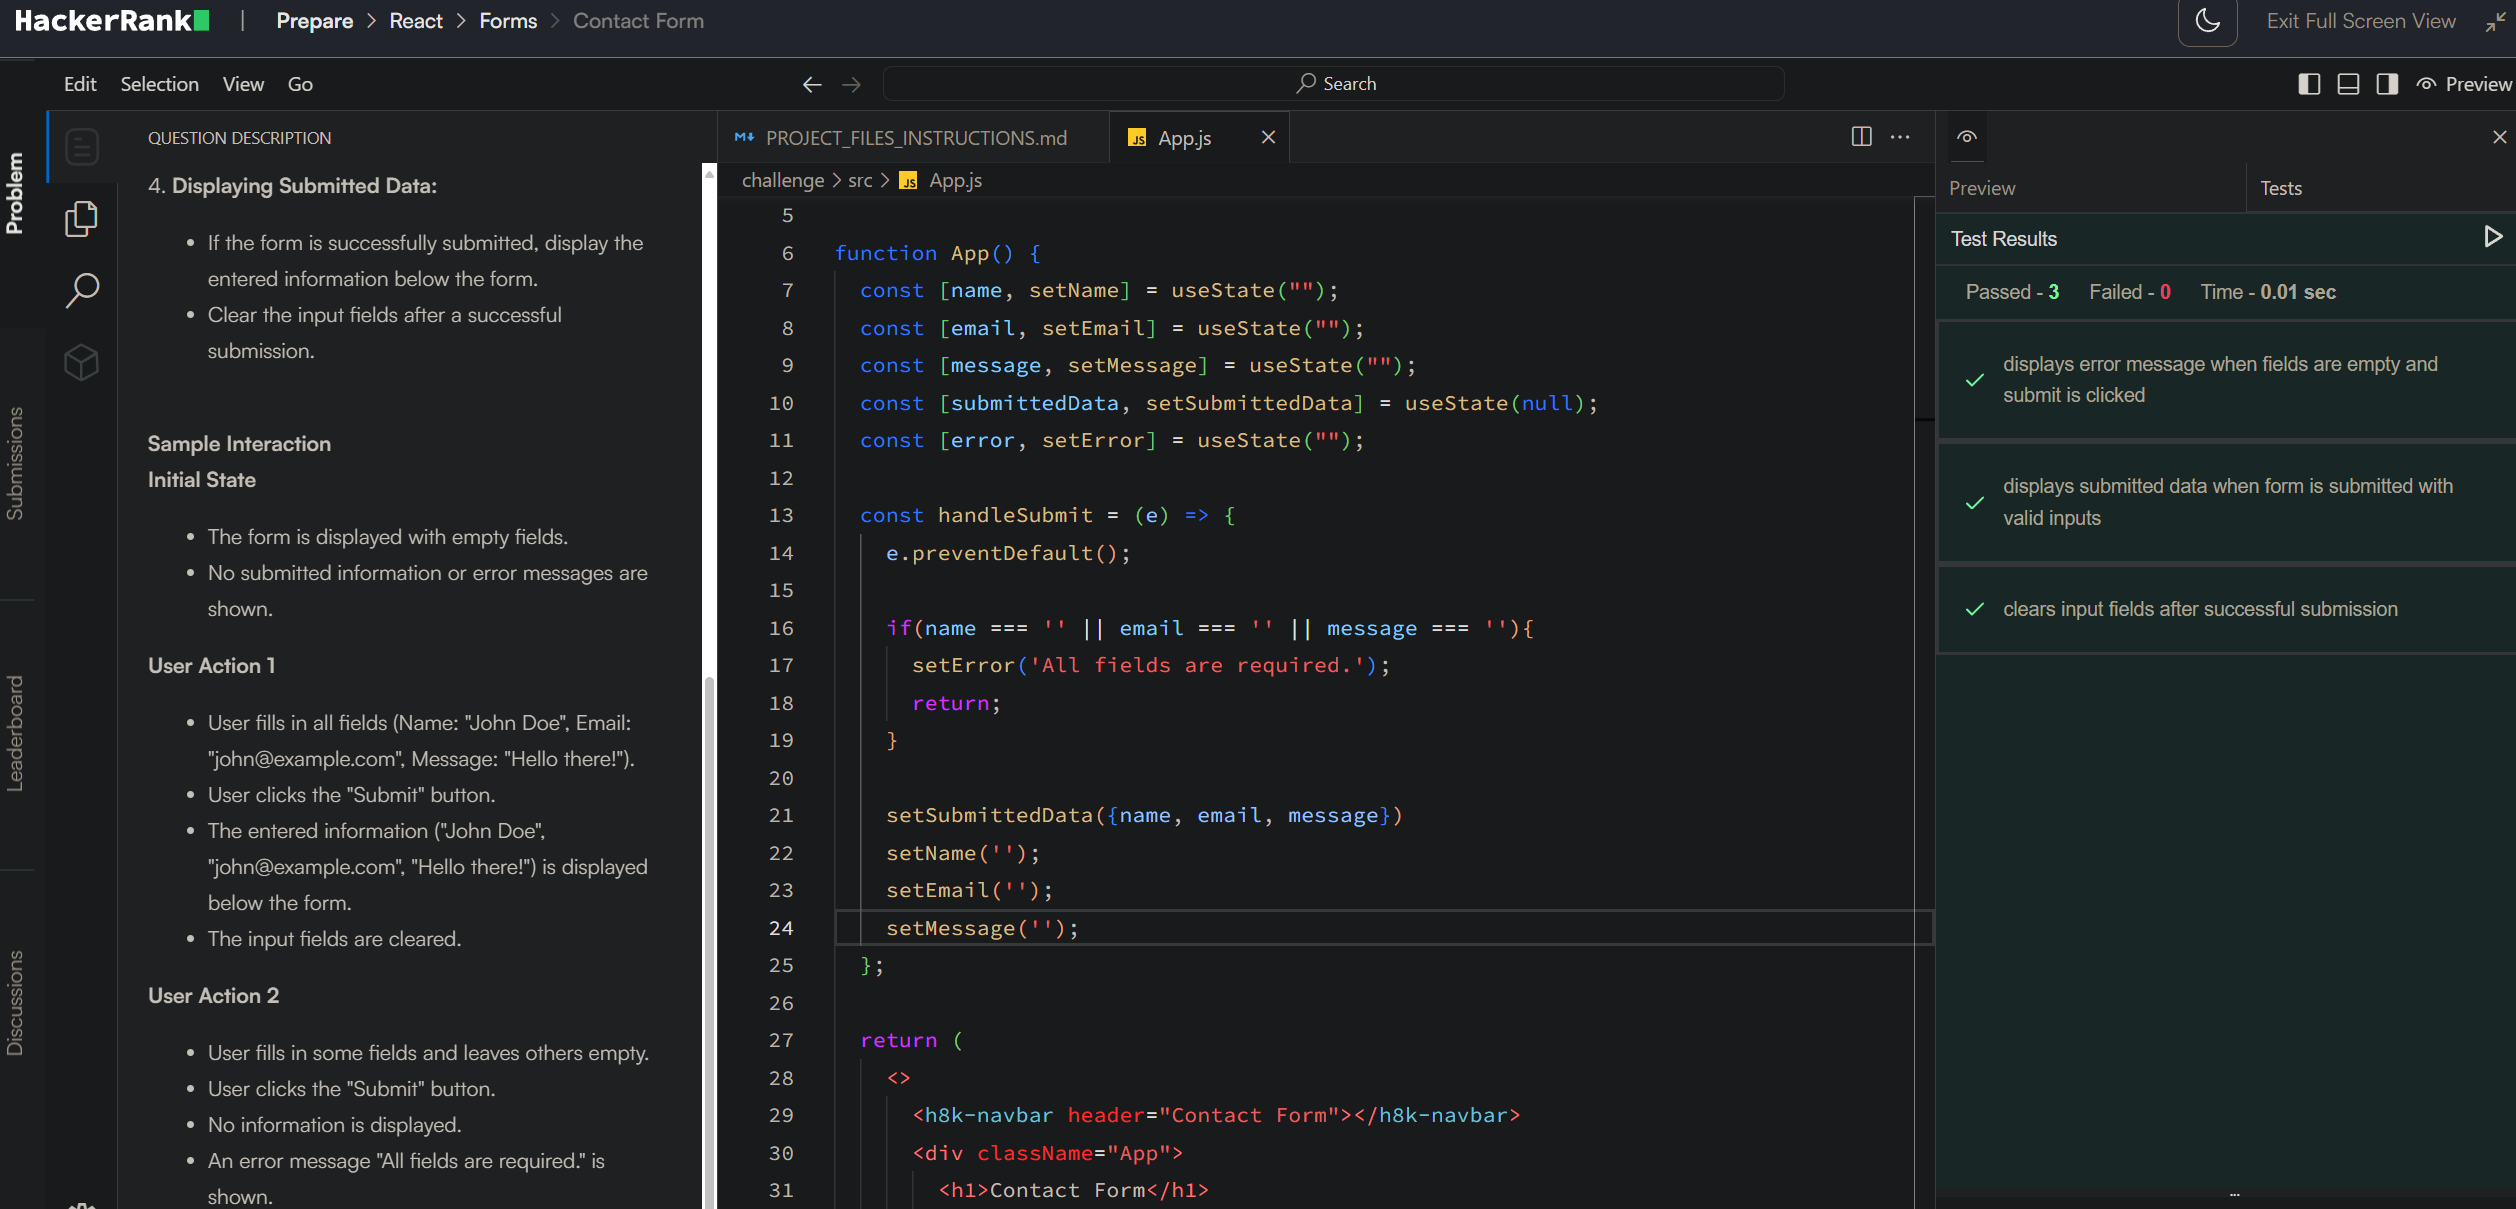 HackerRank | Prepare > React > Forms > Contact Form
Exit Full Screen View
Edit Selection View Go
Search
Preview
Problem
Submissions
Leaderboard
Discussions
QUESTION DESCRIPTION
4. Displaying Submitted Data:
• If the form is successfully submitted, display the
entered information below the form.
• Clear the input fields after a successful
submission.
Sample Interaction
Initial State
• The form is displayed with empty fields.
• No submitted information or error messages are
shown.
User Action 1
• User fills in all fields (Name: "John Doe", Email:
"john@example.com", Message: "Hello there!").
• User clicks the "Submit" button.
• The entered information ("John Doe",
"john@example.com", "Hello there!") is displayed
below the form.
• The input fields are cleared.
User Action 2
• User fills in some fields and leaves others empty.
• User clicks the "Submit" button.
• No information is displayed.
• An error message "All fields are required." is
shown.
PROJECT_FILES_INSTRUCTIONS.md
JS App.js
challenge > src > JS App.js
5
6 function App() {
7 const [name, setName] = useState("");
8 const [email, setEmail] = useState("");
9 const [message, setMessage] = useState("");
10 const [submittedData, setSubmittedData] = useState(null);
11 const [error, setError] = useState("");
12
13 const handleSubmit = (e) => {
14 e.preventDefault();
15
16 if(name === '' || email === '' || message === ''){
17 setError('All fields are required.');
18 return;
19 }
20
21 setSubmittedData({name, email, message})
22 setName('');
23 setEmail('');
24 setMessage('');
25 };
26
27 return (
28 <>
29 <h8k-navbar header="Contact Form"></h8k-navbar>
30 <div className="App">
31 <h1>Contact Form</h1>
Preview
Tests
Test Results
Passed - 3 Failed - 0 Time - 0.01 sec
displays error message when fields are empty and
submit is clicked
displays submitted data when form is submitted with
valid inputs
clears input fields after successful submission